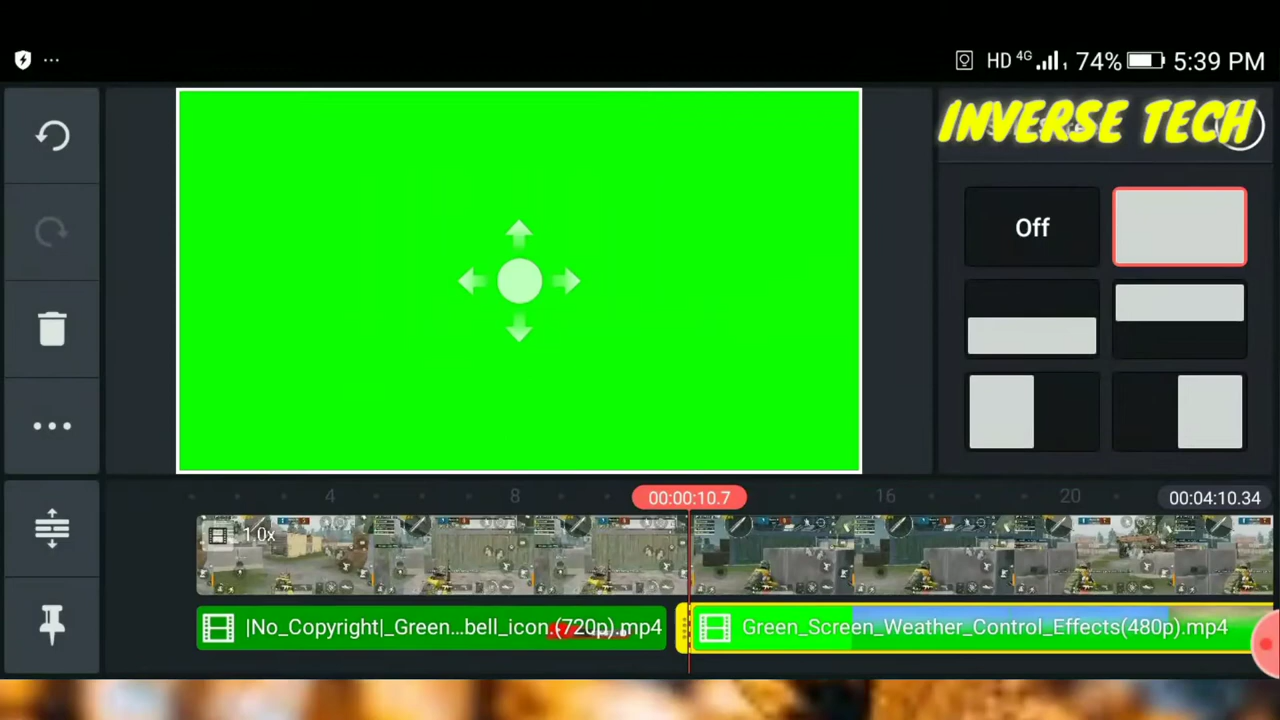 HD 4G 1 74% 5:39 PM
INVERSE TECH
Off
4 8 00:00:10.7 16 20 00:04:10.34
1.0x
|No_Copyright|_Green...bell_icon.(720p).mp4
Green_Screen_Weather_Control_Effects(480p).mp4